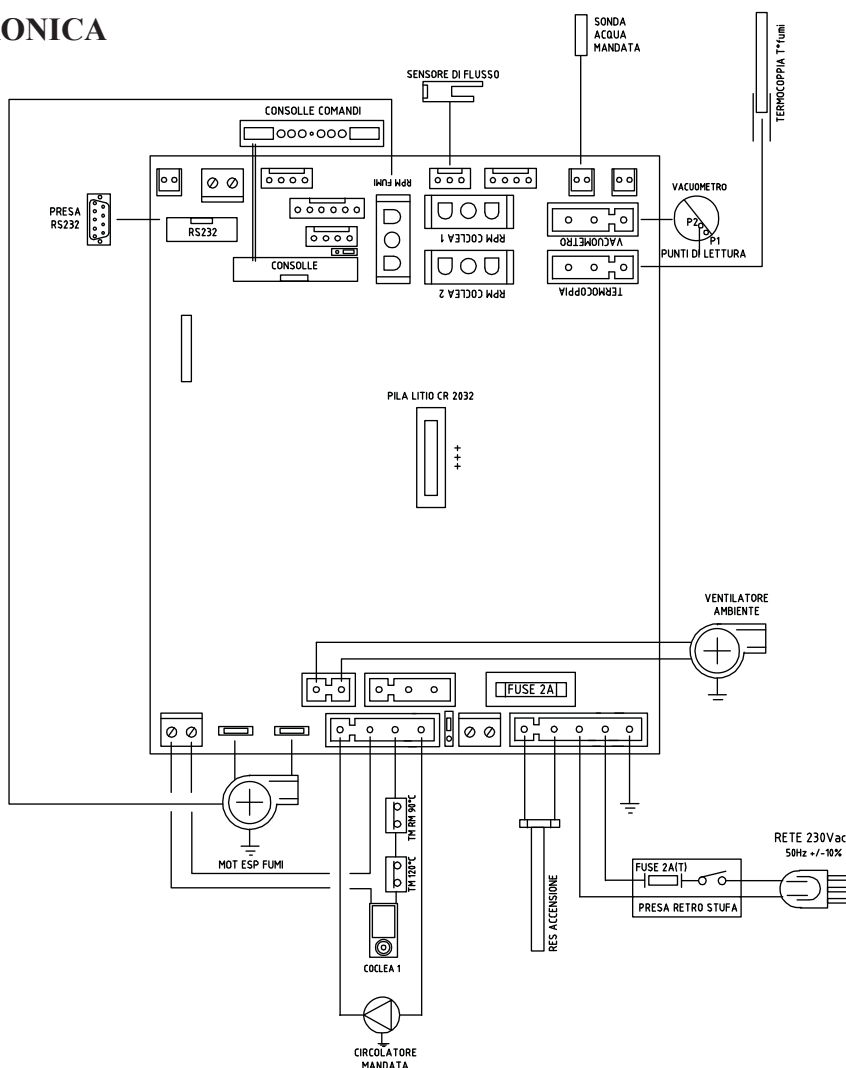 ONICA
SONDA
ACQUA
MANDATA
TERMOCOPPIA T°fumi
SENSORE DI FLUSSO
CONSOLLE COMANDI
RPM FUMI
PRESA
RS232
RS232
CONSOLLE
RPM COCLEA 1
RPM COCLEA 2
VACUOMETRO
TERMOCOPPIA
VACUOMETRO
P2
P1
PUNTI DI LETTURA
PILA LITIO CR 2032
+++
VENTILATORE
AMBIENTE
FUSE 2A
MOT ESP FUMI
TM RM 90°C
TM 120°C
COCLEA 1
CIRCOLATORE
MANDATA
RES ACCENSIONE
FUSE 2A(T)
PRESA RETRO STUFA
RETE 230Vac
50Hz +/-10%